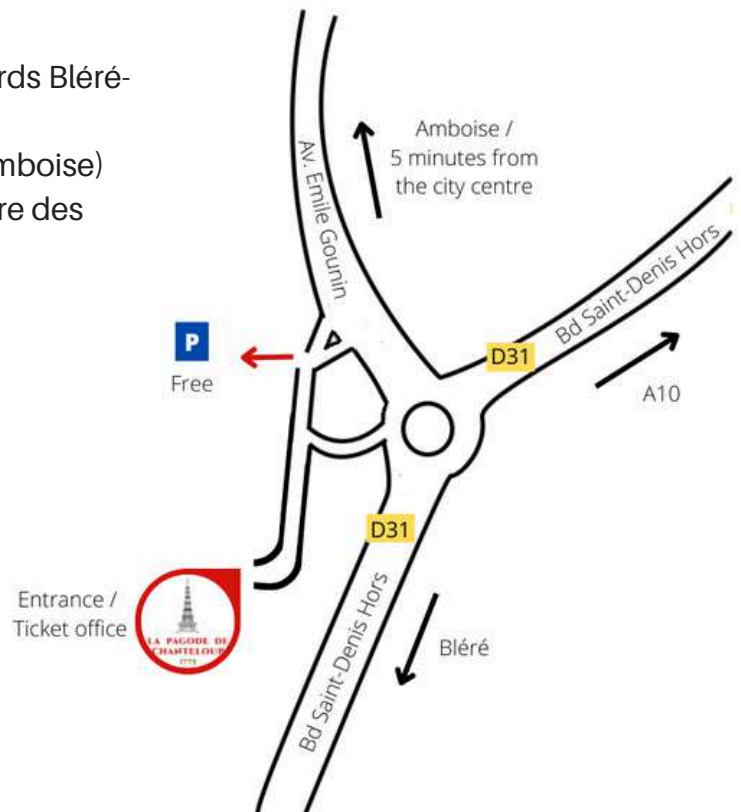 rds Bléré-
mboise)
re des
Av. Emile Gounin
Amboise /
5 minutes from
the city centre
Bd Saint-Denis Hors
D31
A10
P
Free
D31
Bd Saint-Denis Hors
Bléré
Entrance /
Ticket office
LA PAGODE DE
CHANTELOUP
1775